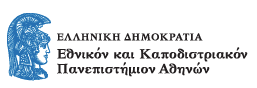 ΕΛΛΗΝΙΚΗ ΔΗΜΟΚΡΑΤΙΑ
Εθνικόν και Καποδιστριακόν
Πανεπιστήμιον Αθηνών